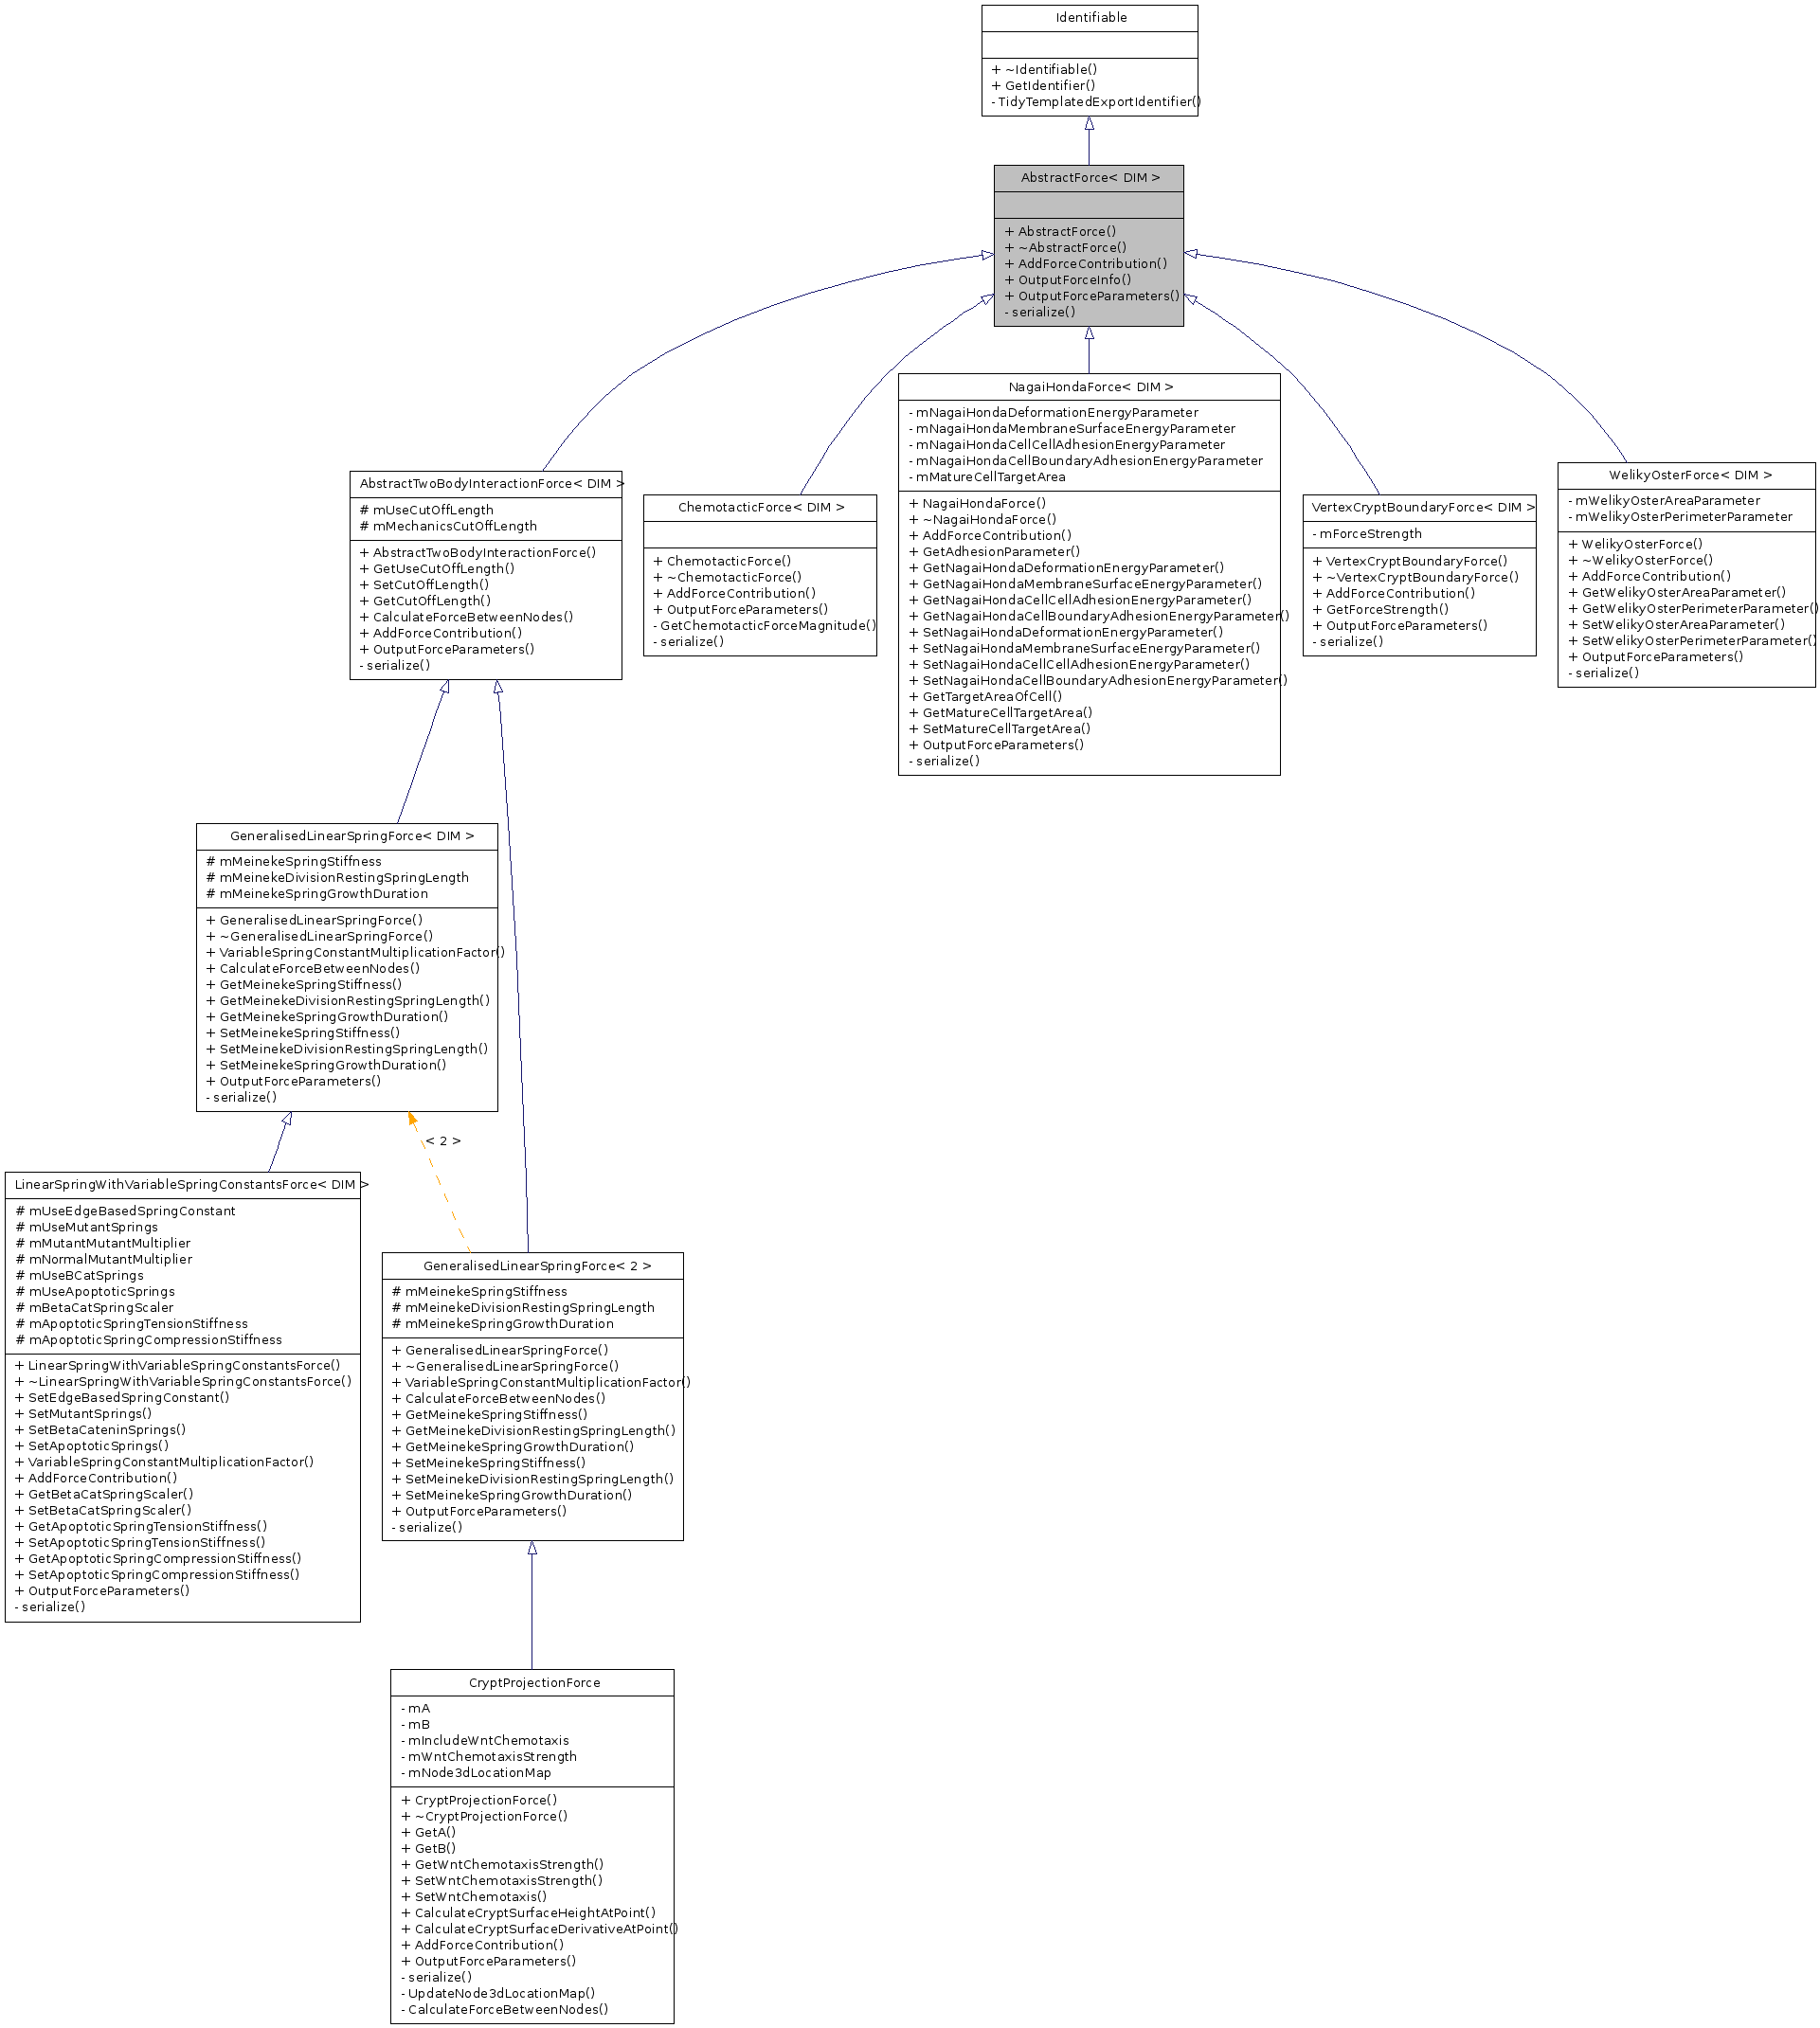 Identifiable
+ ~Identifiable()
+ GetIdentifier()
- TidyTemplatedExportIdentifier()
AbstractForce< DIM >
+ AbstractForce()
+ ~AbstractForce()
+ AddForceContribution()
+ OutputForceInfo()
+ OutputForceParameters()
- serialize()
AbstractTwoBodyInteractionForce< DIM >
# mUseCutOffLength
# mMechanicsCutOffLength
+ AbstractTwoBodyInteractionForce()
+ GetUseCutOffLength()
+ SetCutOffLength()
+ GetCutOffLength()
+ CalculateForceBetweenNodes()
+ AddForceContribution()
+ OutputForceParameters()
- serialize()
ChemotacticForce< DIM >
+ ChemotacticForce()
+ ~ChemotacticForce()
+ AddForceContribution()
+ OutputForceParameters()
- GetChemotacticForceMagnitude()
- serialize()
NagaiHondaForce< DIM >
- mNagaiHondaDeformationEnergyParameter
- mNagaiHondaMembraneSurfaceEnergyParameter
- mNagaiHondaCellCellAdhesionEnergyParameter
- mNagaiHondaCellBoundaryAdhesionEnergyParameter
- mMatureCellTargetArea
+ NagaiHondaForce()
+ ~NagaiHondaForce()
+ AddForceContribution()
+ GetAdhesionParameter()
+ GetNagaiHondaDeformationEnergyParameter()
+ GetNagaiHondaMembraneSurfaceEnergyParameter()
+ GetNagaiHondaCellCellAdhesionEnergyParameter()
+ GetNagaiHondaCellBoundaryAdhesionEnergyParameter()
+ SetNagaiHondaDeformationEnergyParameter()
+ SetNagaiHondaMembraneSurfaceEnergyParameter()
+ SetNagaiHondaCellCellAdhesionEnergyParameter()
+ SetNagaiHondaCellBoundaryAdhesionEnergyParameter()
+ GetTargetAreaOfCell()
+ GetMatureCellTargetArea()
+ SetMatureCellTargetArea()
+ OutputForceParameters()
- serialize()
VertexCryptBoundaryForce< DIM >
- mForceStrength
+ VertexCryptBoundaryForce()
+ ~VertexCryptBoundaryForce()
+ AddForceContribution()
+ GetForceStrength()
+ OutputForceParameters()
- serialize()
WelikyOsterForce< DIM >
- mWelikyOsterAreaParameter
- mWelikyOsterPerimeterParameter
+ WelikyOsterForce()
+ ~WelikyOsterForce()
+ AddForceContribution()
+ GetWelikyOsterAreaParameter()
+ GetWelikyOsterPerimeterParameter()
+ SetWelikyOsterAreaParameter()
+ SetWelikyOsterPerimeterParameter()
+ OutputForceParameters()
- serialize()
GeneralisedLinearSpringForce< DIM >
# mMeinekeSpringStiffness
# mMeinekeDivisionRestingSpringLength
# mMeinekeSpringGrowthDuration
+ GeneralisedLinearSpringForce()
+ ~GeneralisedLinearSpringForce()
+ VariableSpringConstantMultiplicationFactor()
+ CalculateForceBetweenNodes()
+ GetMeinekeSpringStiffness()
+ GetMeinekeDivisionRestingSpringLength()
+ GetMeinekeSpringGrowthDuration()
+ SetMeinekeSpringStiffness()
+ SetMeinekeDivisionRestingSpringLength()
+ SetMeinekeSpringGrowthDuration()
+ OutputForceParameters()
- serialize()
< 2 >
LinearSpringWithVariableSpringConstantsForce< DIM >
# mUseEdgeBasedSpringConstant
# mUseMutantSprings
# mMutantMutantMultiplier
# mNormalMutantMultiplier
# mUseBCatSprings
# mUseApoptoticSprings
# mBetaCatSpringScaler
# mApoptoticSpringTensionStiffness
# mApoptoticSpringCompressionStiffness
+ LinearSpringWithVariableSpringConstantsForce()
+ ~LinearSpringWithVariableSpringConstantsForce()
+ SetEdgeBasedSpringConstant()
+ SetMutantSprings()
+ SetBetaCateninSprings()
+ SetApoptoticSprings()
+ VariableSpringConstantMultiplicationFactor()
+ AddForceContribution()
+ GetBetaCatSpringScaler()
+ SetBetaCatSpringScaler()
+ GetApoptoticSpringTensionStiffness()
+ SetApoptoticSpringTensionStiffness()
+ GetApoptoticSpringCompressionStiffness()
+ SetApoptoticSpringCompressionStiffness()
+ OutputForceParameters()
- serialize()
GeneralisedLinearSpringForce< 2 >
# mMeinekeSpringStiffness
# mMeinekeDivisionRestingSpringLength
# mMeinekeSpringGrowthDuration
+ GeneralisedLinearSpringForce()
+ ~GeneralisedLinearSpringForce()
+ VariableSpringConstantMultiplicationFactor()
+ CalculateForceBetweenNodes()
+ GetMeinekeSpringStiffness()
+ GetMeinekeDivisionRestingSpringLength()
+ GetMeinekeSpringGrowthDuration()
+ SetMeinekeSpringStiffness()
+ SetMeinekeDivisionRestingSpringLength()
+ SetMeinekeSpringGrowthDuration()
+ OutputForceParameters()
- serialize()
CryptProjectionForce
- mA
- mB
- mIncludeWntChemotaxis
- mWntChemotaxisStrength
- mNode3dLocationMap
+ CryptProjectionForce()
+ ~CryptProjectionForce()
+ GetA()
+ GetB()
+ GetWntChemotaxisStrength()
+ SetWntChemotaxisStrength()
+ SetWntChemotaxis()
+ CalculateCryptSurfaceHeightAtPoint()
+ CalculateCryptSurfaceDerivativeAtPoint()
+ AddForceContribution()
+ OutputForceParameters()
- serialize()
- UpdateNode3dLocationMap()
- CalculateForceBetweenNodes()